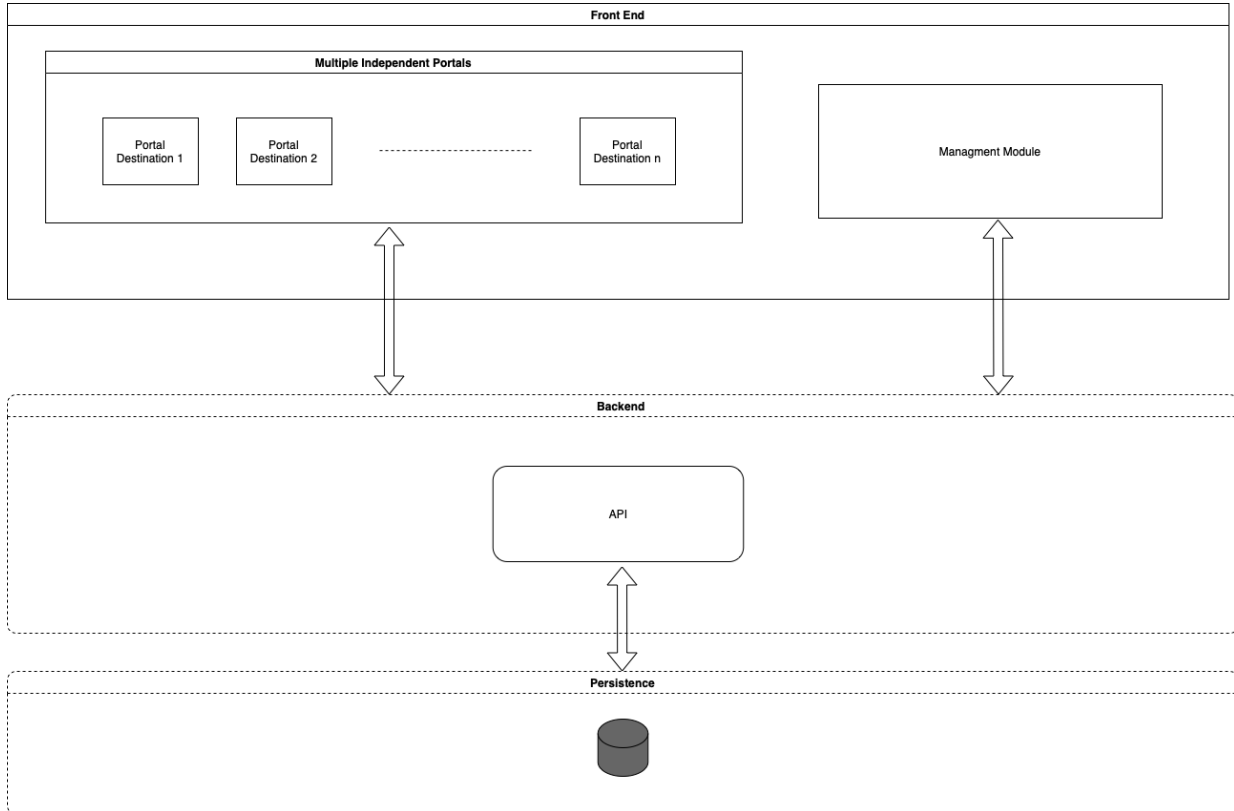 Front End
Multiple Independent Portals
Portal
Destination 1
Portal
Destination 2
Portal
Destination n
Managment Module
Backend
API
Persistence